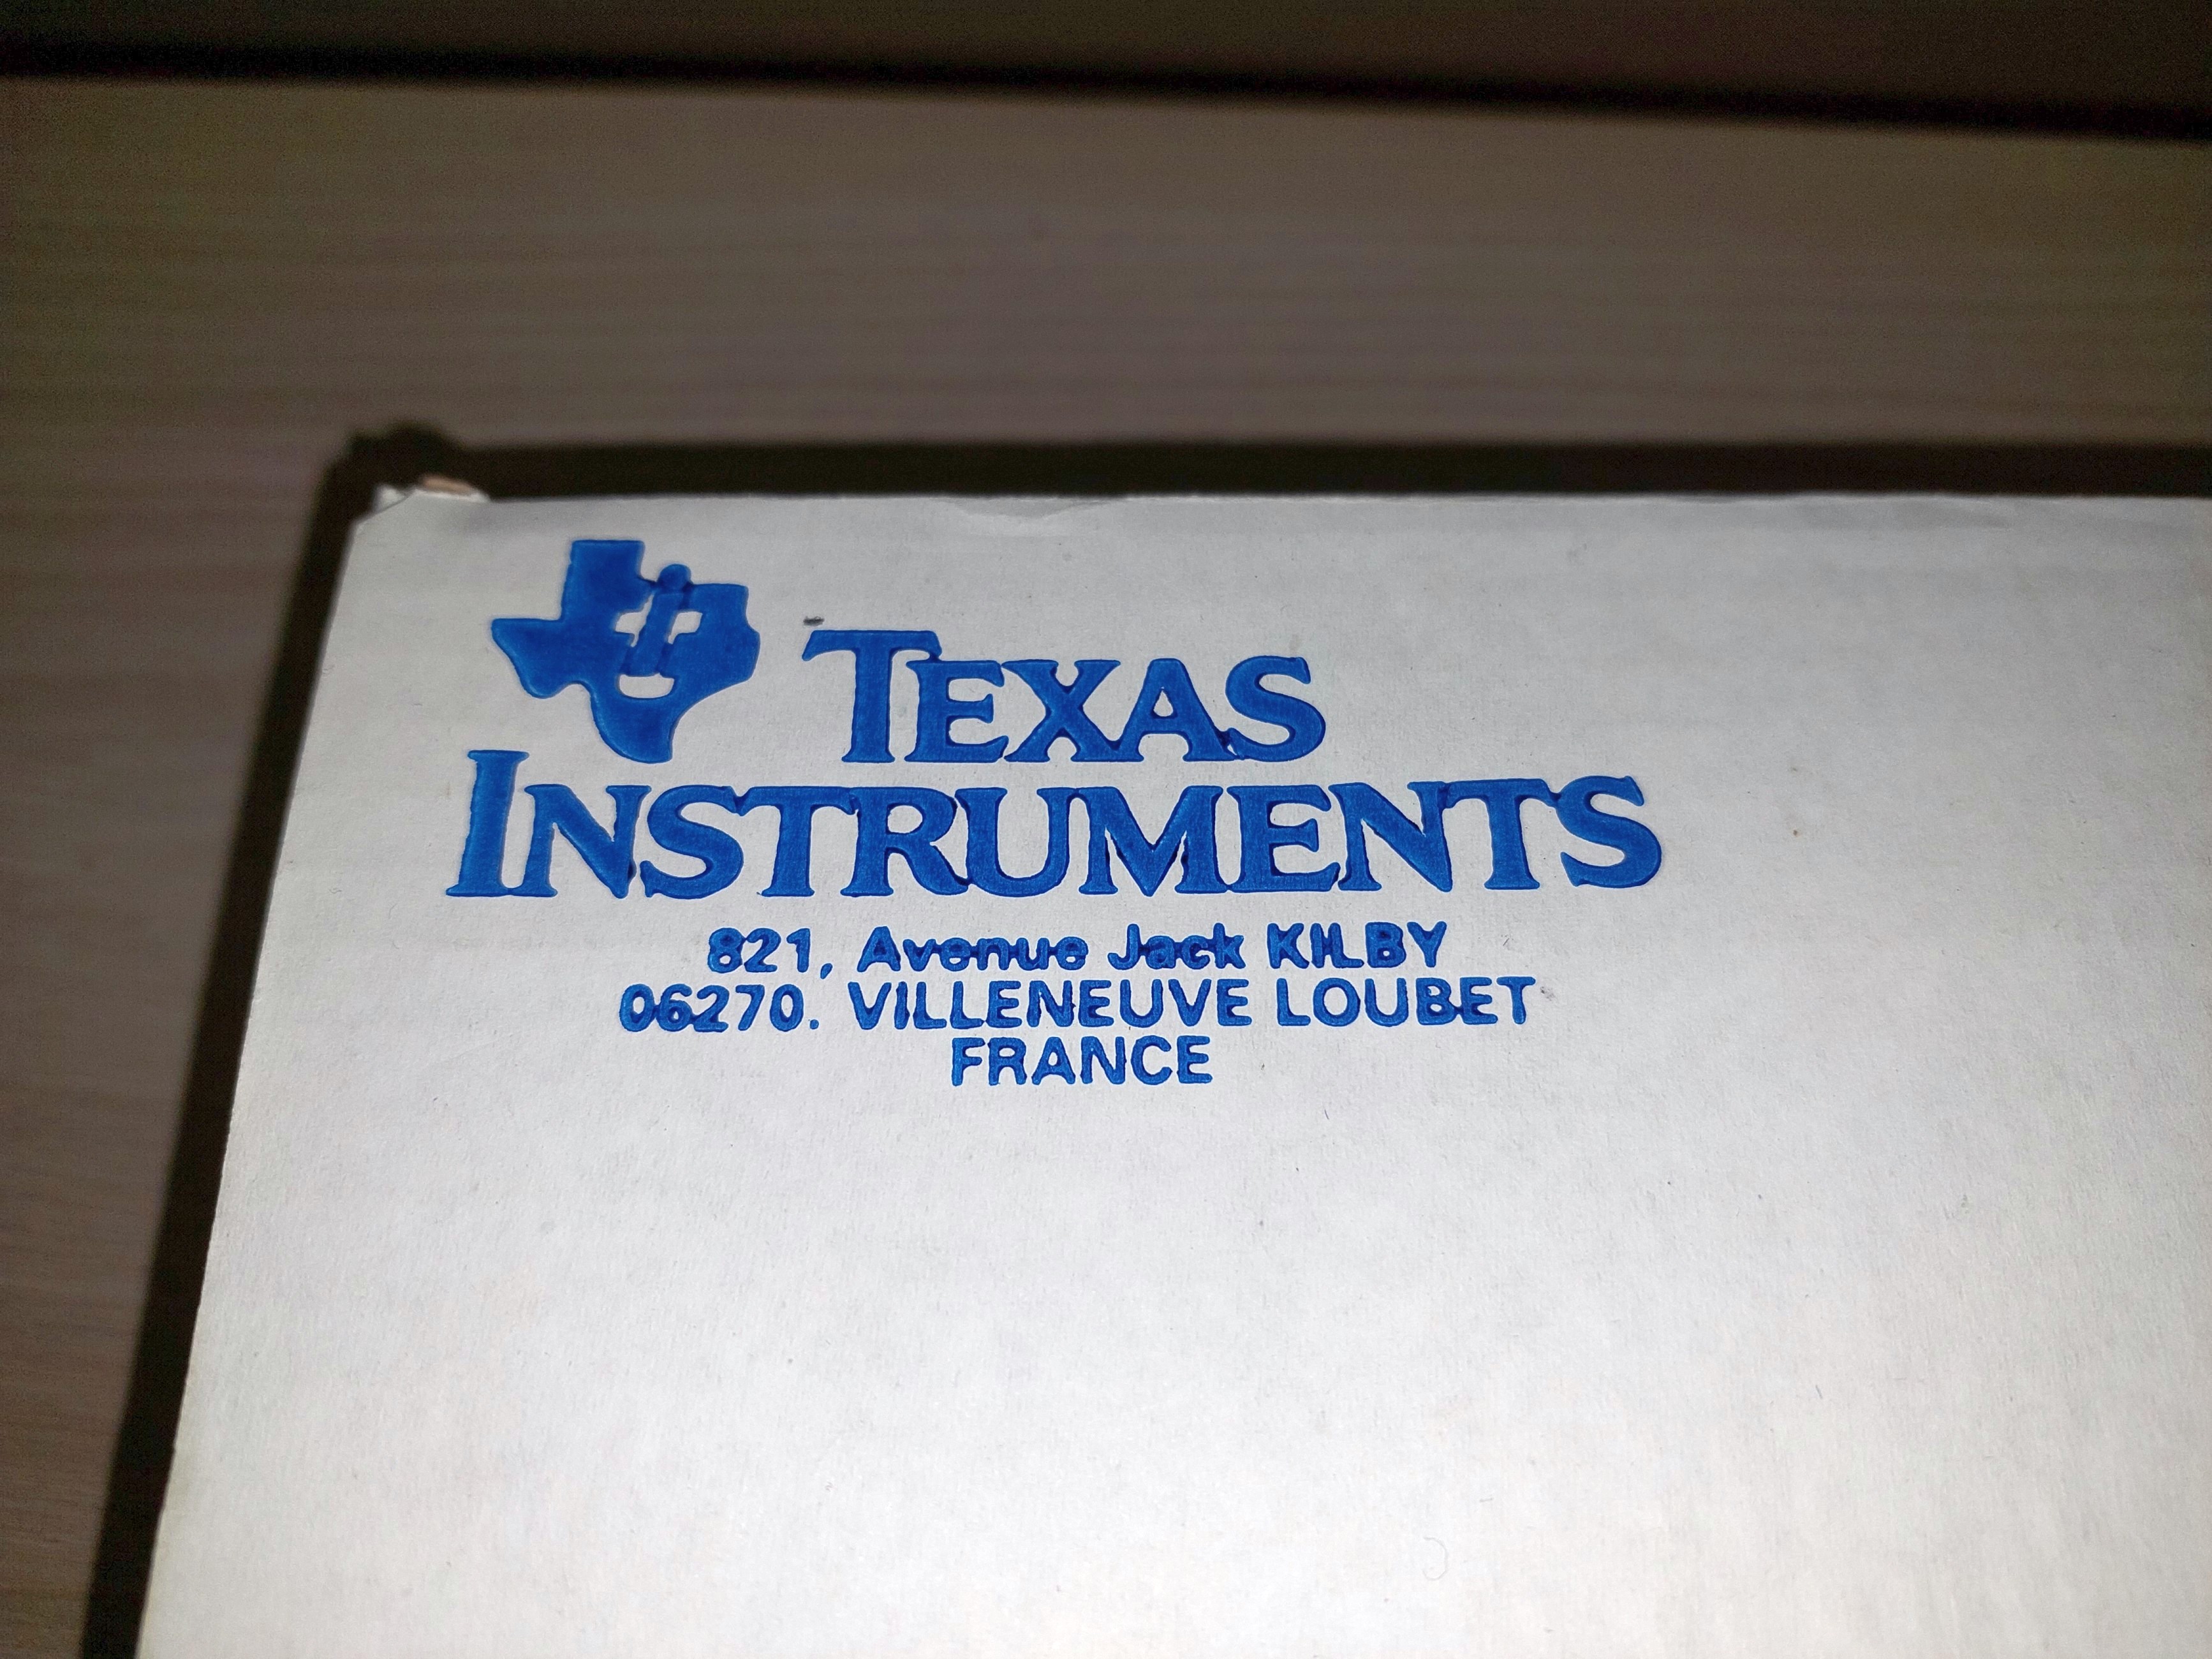 TEXAS
INSTRUMENTS
821, Avenue Jack KILBY
06270. VILLENEUVE LOUBET
FRANCE